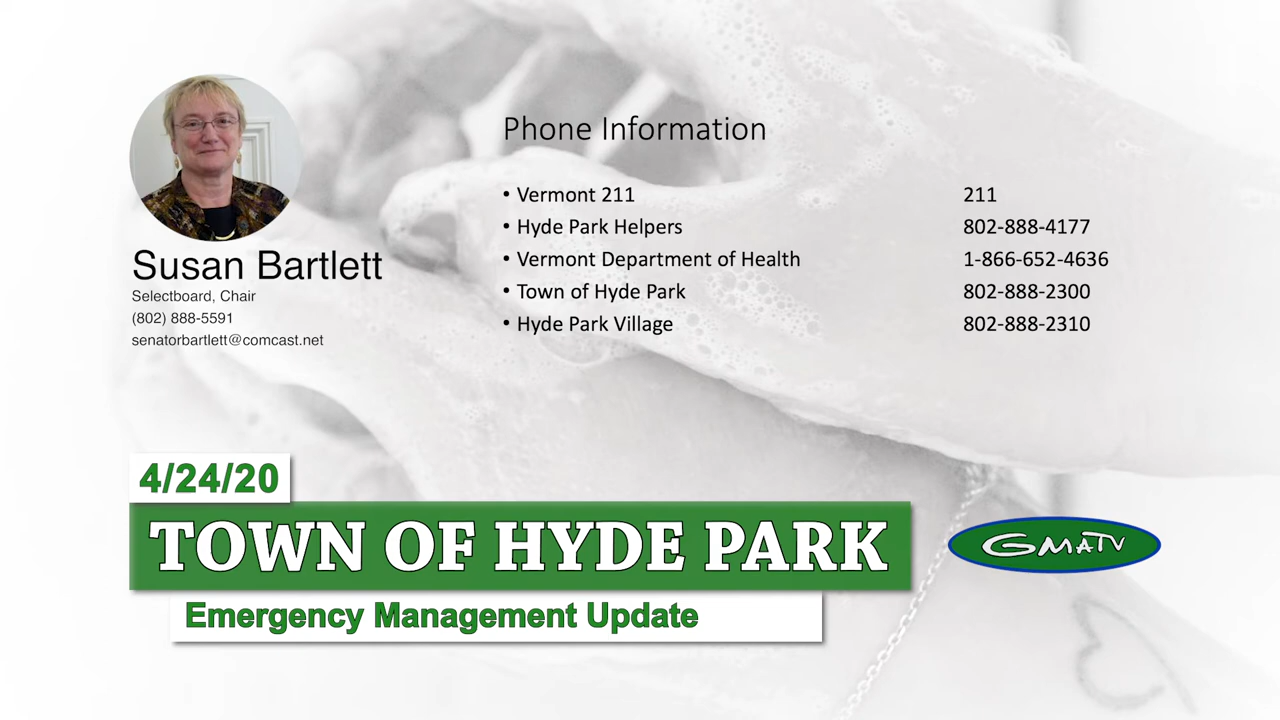 Susan Bartlett
Selectboard, Chair
(802) 888-5591
senatorbartlett@comcast.net
Phone Information
• Vermont 211 211
• Hyde Park Helpers 802-888-4177
• Vermont Department of Health 1-866-652-4636
• Town of Hyde Park 802-888-2300
• Hyde Park Village 802-888-2310
4/24/20
TOWN OF HYDE PARK
GMATV
Emergency Management Update